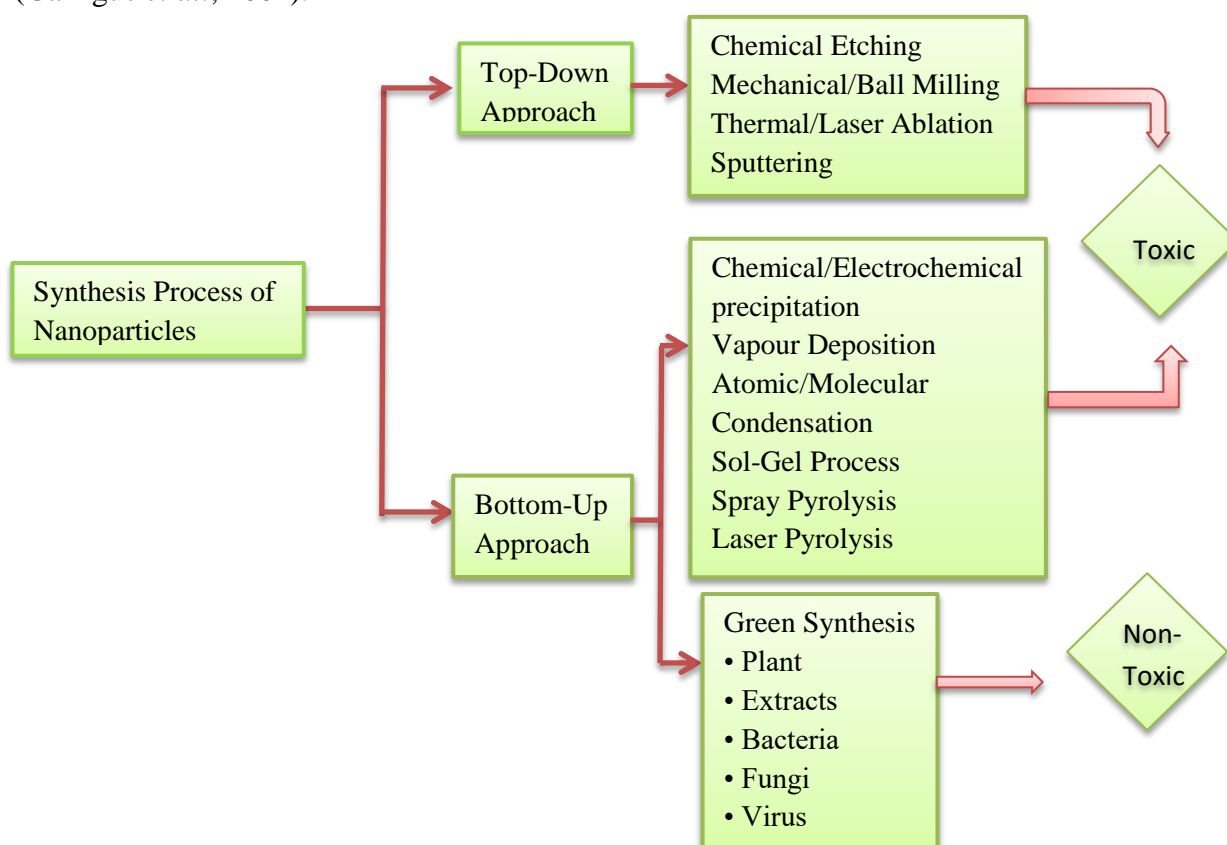 Top-Down
Approach
Chemical Etching
Mechanical/Ball Milling
Thermal/Laser Ablation
Sputtering
Toxic
Synthesis Process of
Nanoparticles
Chemical/Electrochemical
precipitation
Vapour Deposition
Atomic/Molecular
Condensation
Sol-Gel Process
Spray Pyrolysis
Laser Pyrolysis
Bottom-Up
Approach
Green Synthesis
• Plant
• Extracts
• Bacteria
• Fungi
• Virus
Non-
Toxic